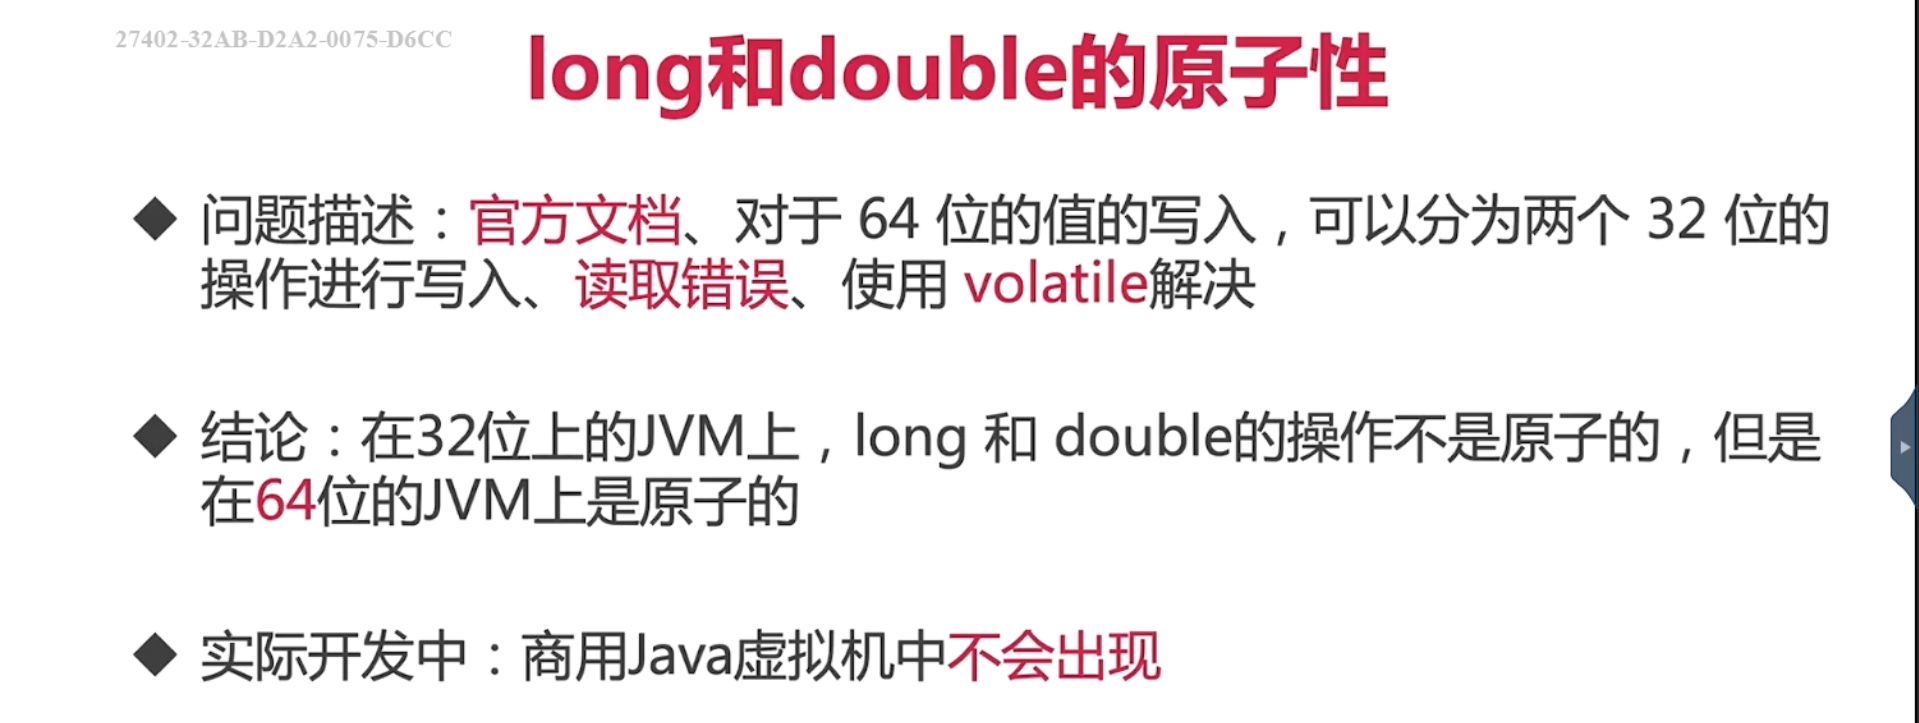 27402-32AB-D2A2-0075-D6CC
long和double的原子性
◆ 问题描述：官方文档、对于 64 位的值的写入，可以分为两个 32 位的
操作进行写入、读取错误、使用 volatile解决
◆ 结论：在32位上的JVM上，long 和 double的操作不是原子的，但是
在64位的JVM上是原子的
◆ 实际开发中：商用Java虚拟机中不会出现